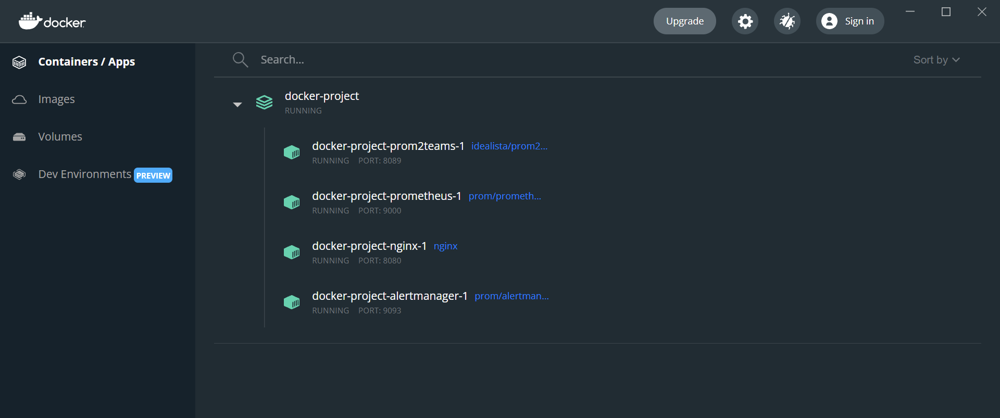 docker
Upgrade
Sign in
Containers / Apps
Images
Volumes
Dev Environments PREVIEW
Search...
Sort by
docker-project
RUNNING
docker-project-prom2teams-1 idealista/prom2...
RUNNING PORT: 8089
docker-project-prometheus-1 prom/prometh...
RUNNING PORT: 9000
docker-project-nginx-1 nginx
RUNNING PORT: 8080
docker-project-alertmanager-1 prom/alertman...
RUNNING PORT: 9093